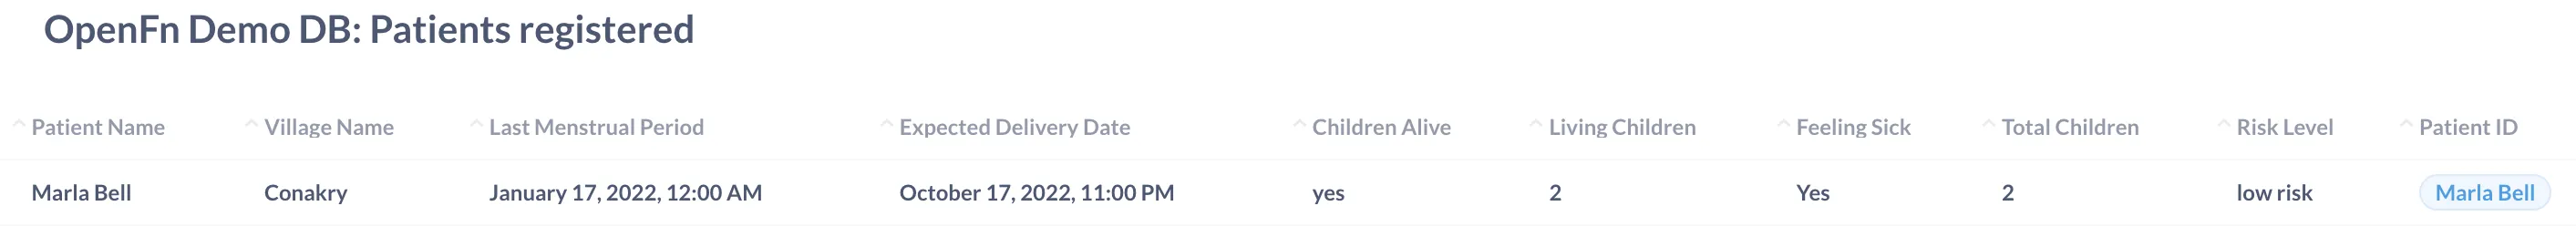 OpenFn Demo DB: Patients registered
Patient Name Village Name Last Menstrual Period Expected Delivery Date Children Alive Living Children Feeling Sick Total Children Risk Level Patient ID
Marla Bell Conakry January 17, 2022, 12:00 AM October 17, 2022, 11:00 PM yes 2 Yes 2 low risk Marla Bell